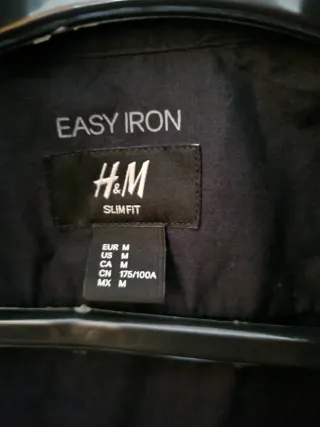 EASY IRON
H&M
SLIM FIT
EUR M
US M
CA M
CN 175/100A
MX M